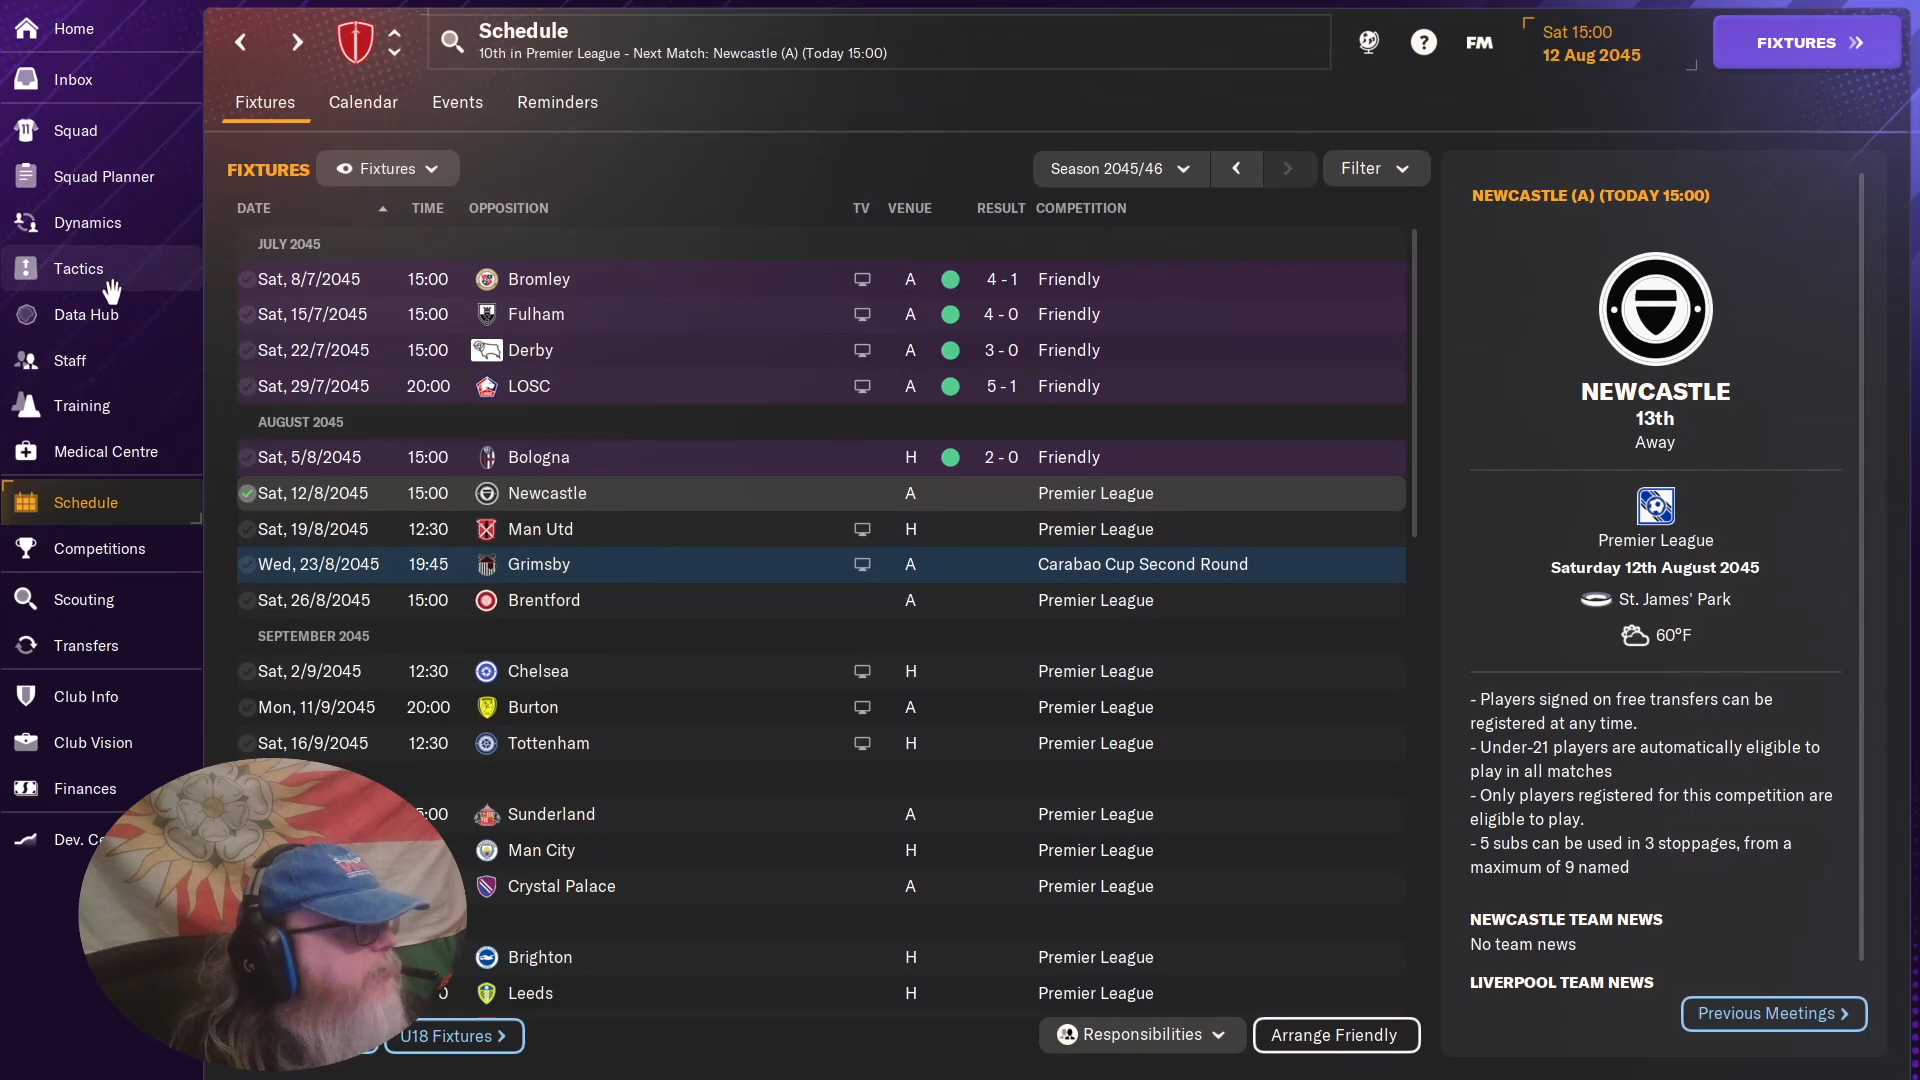 Home
Inbox
Squad
Squad Planner
Dynamics
Tactics
Data Hub
Staff
Training
Medical Centre
Schedule
Competitions
Scouting
Transfers
Club Info
Club Vision
Finances
Dev. Ce
Schedule
10th in Premier League - Next Match: Newcastle (A) (Today 15:00)
?
FM
Sat 15:00
12 Aug 2045
FIXTURES
Fixtures Calendar Events Reminders
FIXTURES Fixtures Season 2045/46 Filter
DATE TIME OPPOSITION TV VENUE RESULT COMPETITION
JULY 2045
Sat, 8/7/2045 15:00 Bromley A 4 - 1 Friendly
Sat, 15/7/2045 15:00 Fulham A 4 - 0 Friendly
Sat, 22/7/2045 15:00 Derby A 3 - 0 Friendly
Sat, 29/7/2045 20:00 LOSC A 5 - 1 Friendly
AUGUST 2045
Sat, 5/8/2045 15:00 Bologna H 2 - 0 Friendly
Sat, 12/8/2045 15:00 Newcastle A Premier League
Sat, 19/8/2045 12:30 Man Utd H Premier League
Wed, 23/8/2045 19:45 Grimsby A Carabao Cup Second Round
Sat, 26/8/2045 15:00 Brentford A Premier League
SEPTEMBER 2045
Sat, 2/9/2045 12:30 Chelsea H Premier League
Mon, 11/9/2045 20:00 Burton A Premier League
Sat, 16/9/2045 12:30 Tottenham H Premier League
5:00 Sunderland A Premier League
Man City H Premier League
Crystal Palace A Premier League
Brighton H Premier League
0 Leeds H Premier League
U18 Fixtures Responsibilities Arrange Friendly
NEWCASTLE (A) (TODAY 15:00)
NEWCASTLE
13th
Away
Premier League
Saturday 12th August 2045
St. James' Park
60°F
- Players signed on free transfers can be
registered at any time.
- Under-21 players are automatically eligible to
play in all matches
- Only players registered for this competition are
eligible to play.
- 5 subs can be used in 3 stoppages, from a
maximum of 9 named
NEWCASTLE TEAM NEWS
No team news
LIVERPOOL TEAM NEWS
Previous Meetings